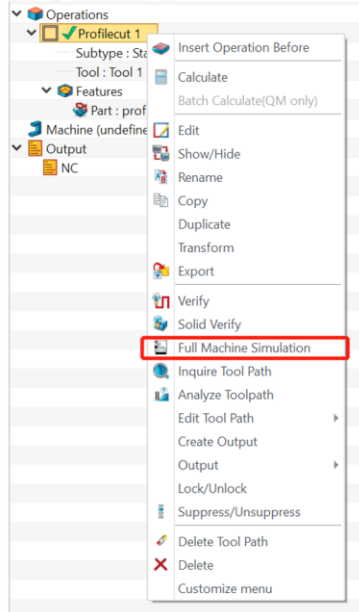 Operations
Profilecut 1
Subtype : Sta
Tool : Tool 1
Features
Part : prof
Machine (undefine
Output
NC
Insert Operation Before
Calculate
Batch Calculate(QM only)
Edit
Show/Hide
Rename
Copy
Duplicate
Transform
Export
Verify
Solid Verify
Full Machine Simulation
Inquire Tool Path
Analyze Toolpath
Edit Tool Path
Create Output
Output
Lock/Unlock
Suppress/Unsuppress
Delete Tool Path
Delete
Customize menu